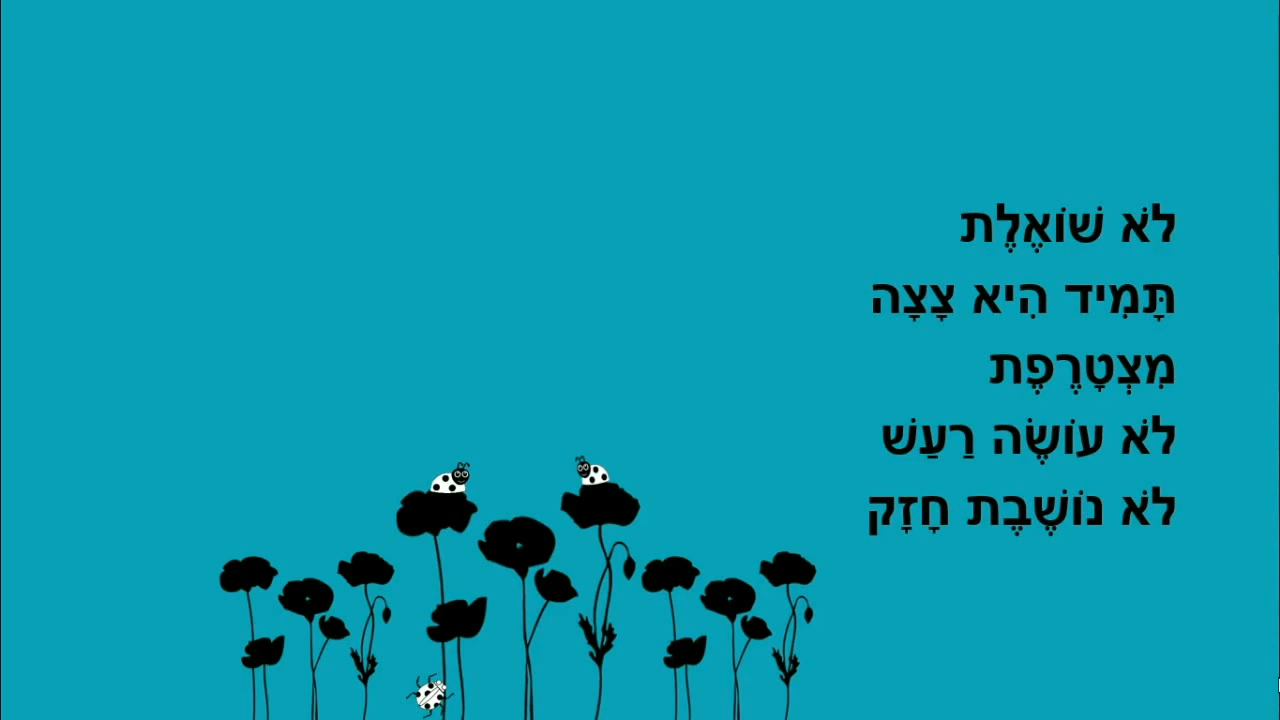 לֹא שׁוֹאֶלֶת
תָּמִיד הִיא צָצָה
מִצְטָרֶפֶת
לֹא עוֹשֶׂה רַעַשׁ
לֹא נוֹשֶׁבֶת חָזָק